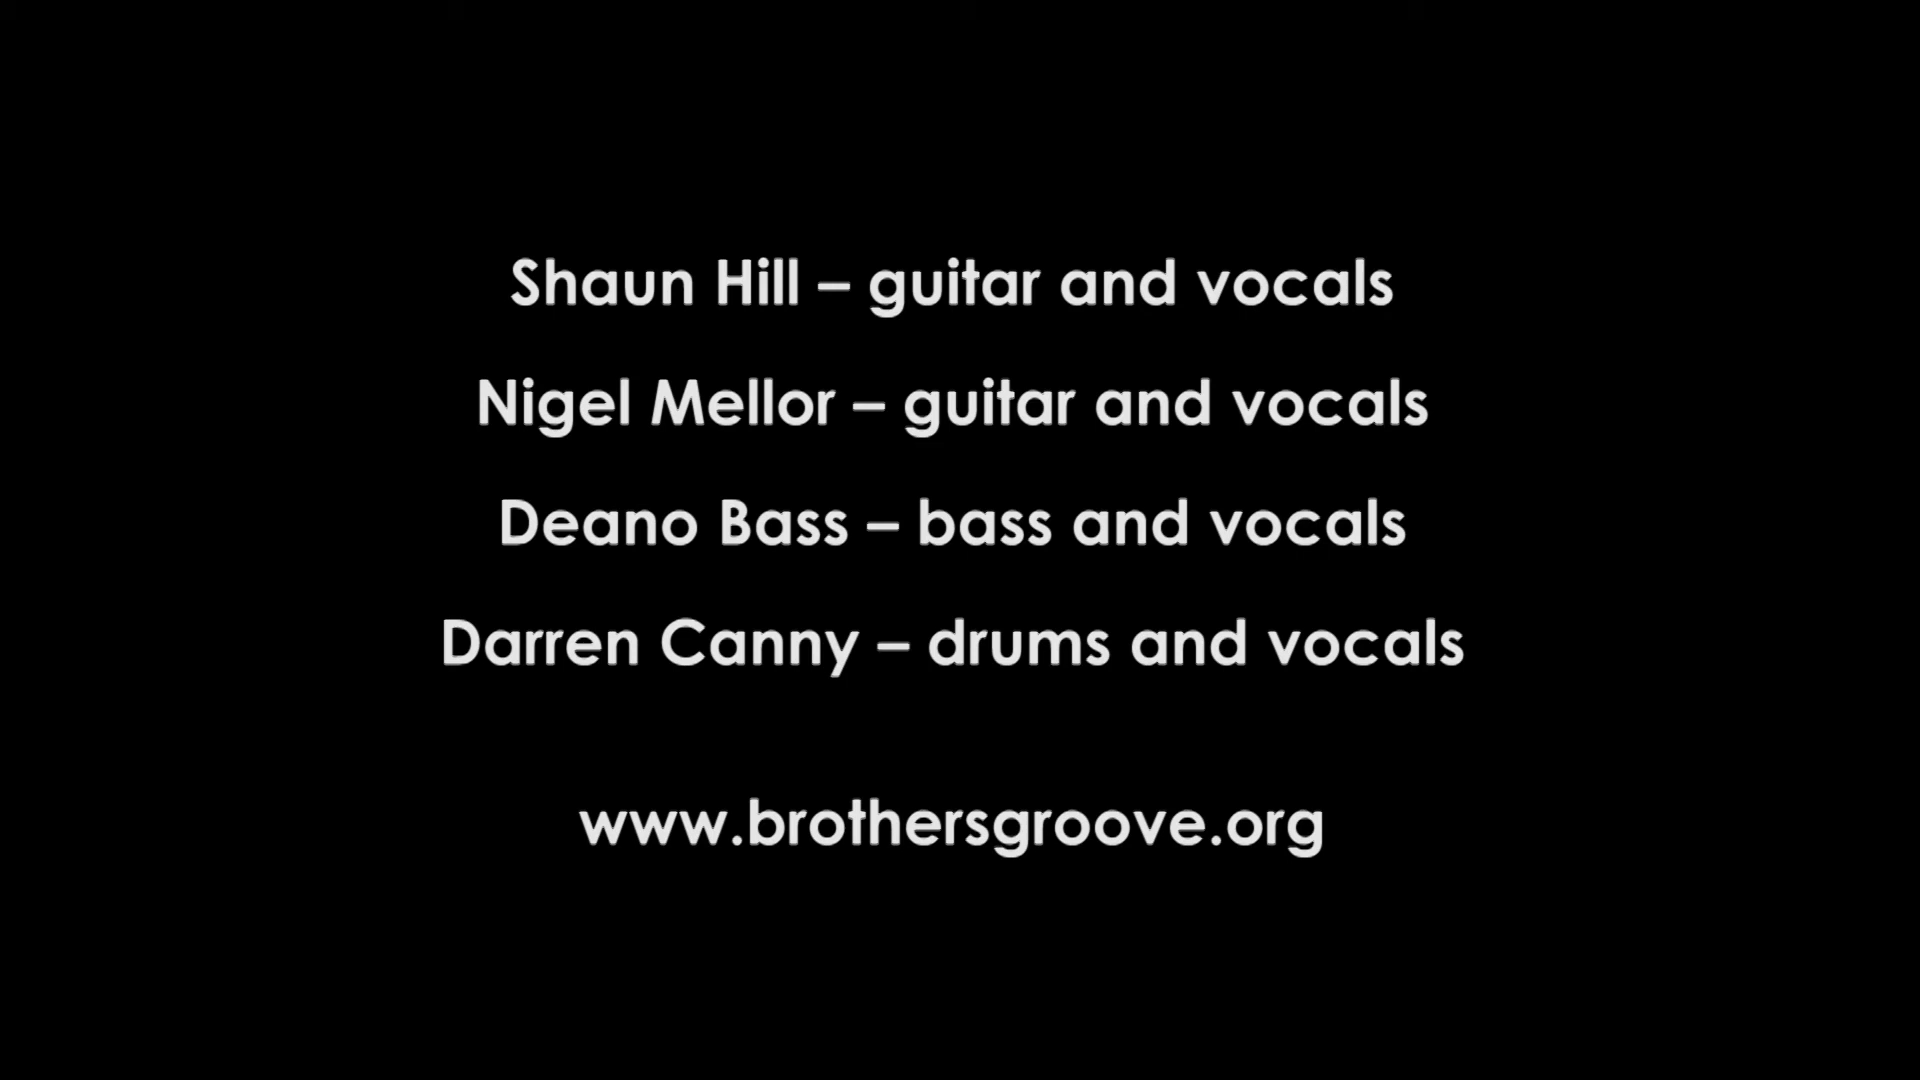 Shaun Hill – guitar and vocals
Nigel Mellor – guitar and vocals
Deano Bass – bass and vocals
Darren Canny – drums and vocals
www.brothersgroove.org